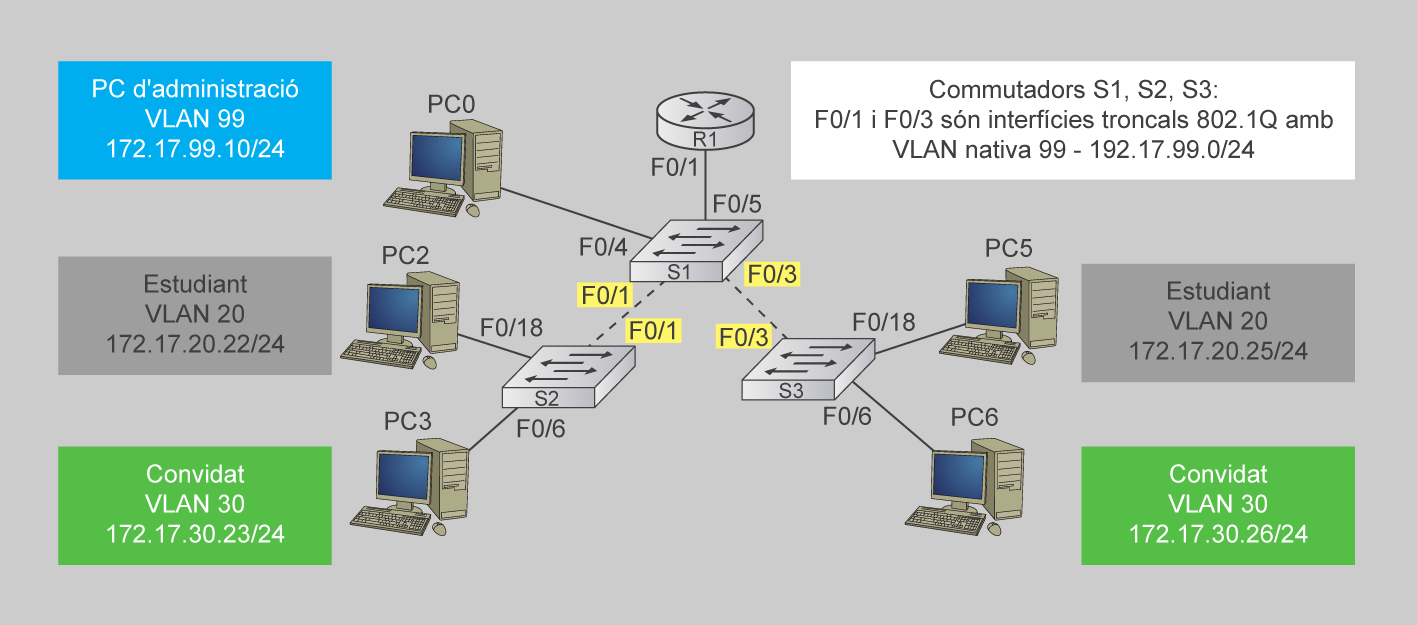 PC d'administració
VLAN 99
172.17.99.10/24
PC0
R1
F0/1
F0/5
Commutadors S1, S2, S3:
F0/1 i F0/3 són interfícies troncals 802.1Q amb
VLAN nativa 99 - 192.17.99.0/24
F0/4
S1
F0/1
F0/3
Estudiant
VLAN 20
172.17.20.22/24
PC2
F0/18
F0/1
S2
F0/6
F0/3
F0/18
S3
F0/6
PC5
Estudiant
VLAN 20
172.17.20.25/24
PC3
Convidat
VLAN 30
172.17.30.23/24
PC6
Convidat
VLAN 30
172.17.30.26/24